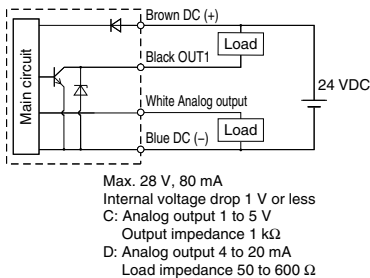 Brown DC (+)
Load
Black OUT1
Main circuit
24 VDC
White Analog output
Load
Blue DC (−)
Max. 28 V, 80 mA
Internal voltage drop 1 V or less
C: Analog output 1 to 5 V
Output impedance 1 kΩ
D: Analog output 4 to 20 mA
Load impedance 50 to 600 Ω